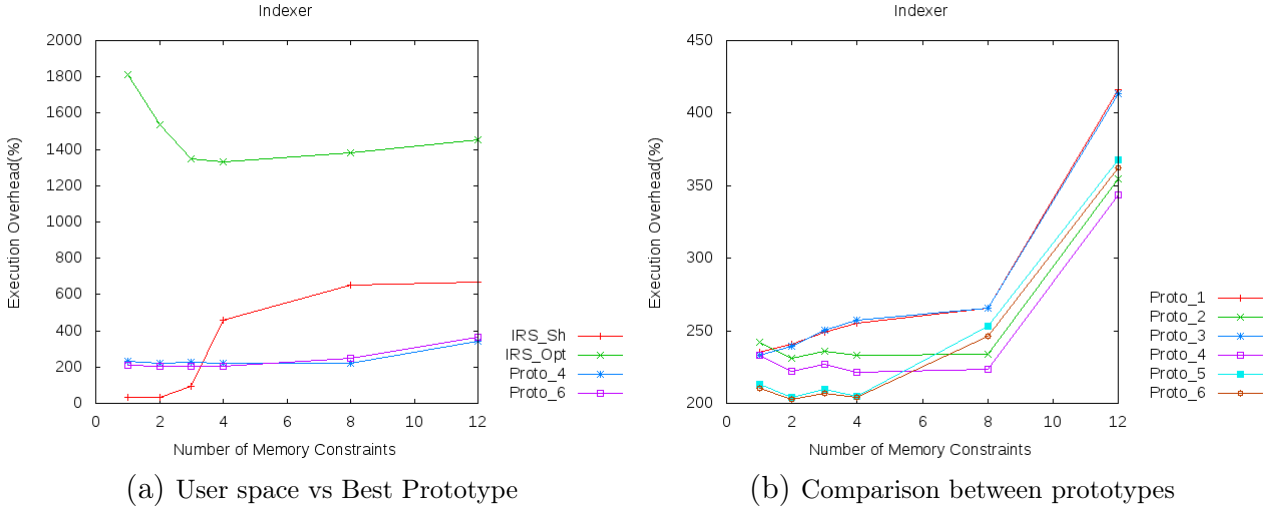 Indexer
2000
1800
1600
1400
1200
1000
800
600
400
200
0
Execution Overhead(%)
0 2 4 6 8 10 12
Number of Memory Constraints
IRS_Sh
IRS_Opt
Proto_4
Proto_6
(a) User space vs Best Prototype
Indexer
450
400
350
300
250
200
Execution Overhead(%)
0 2 4 6 8 10 12
Number of Memory Constraints
Proto_1
Proto_2
Proto_3
Proto_4
Proto_5
Proto_6
(b) Comparison between prototypes